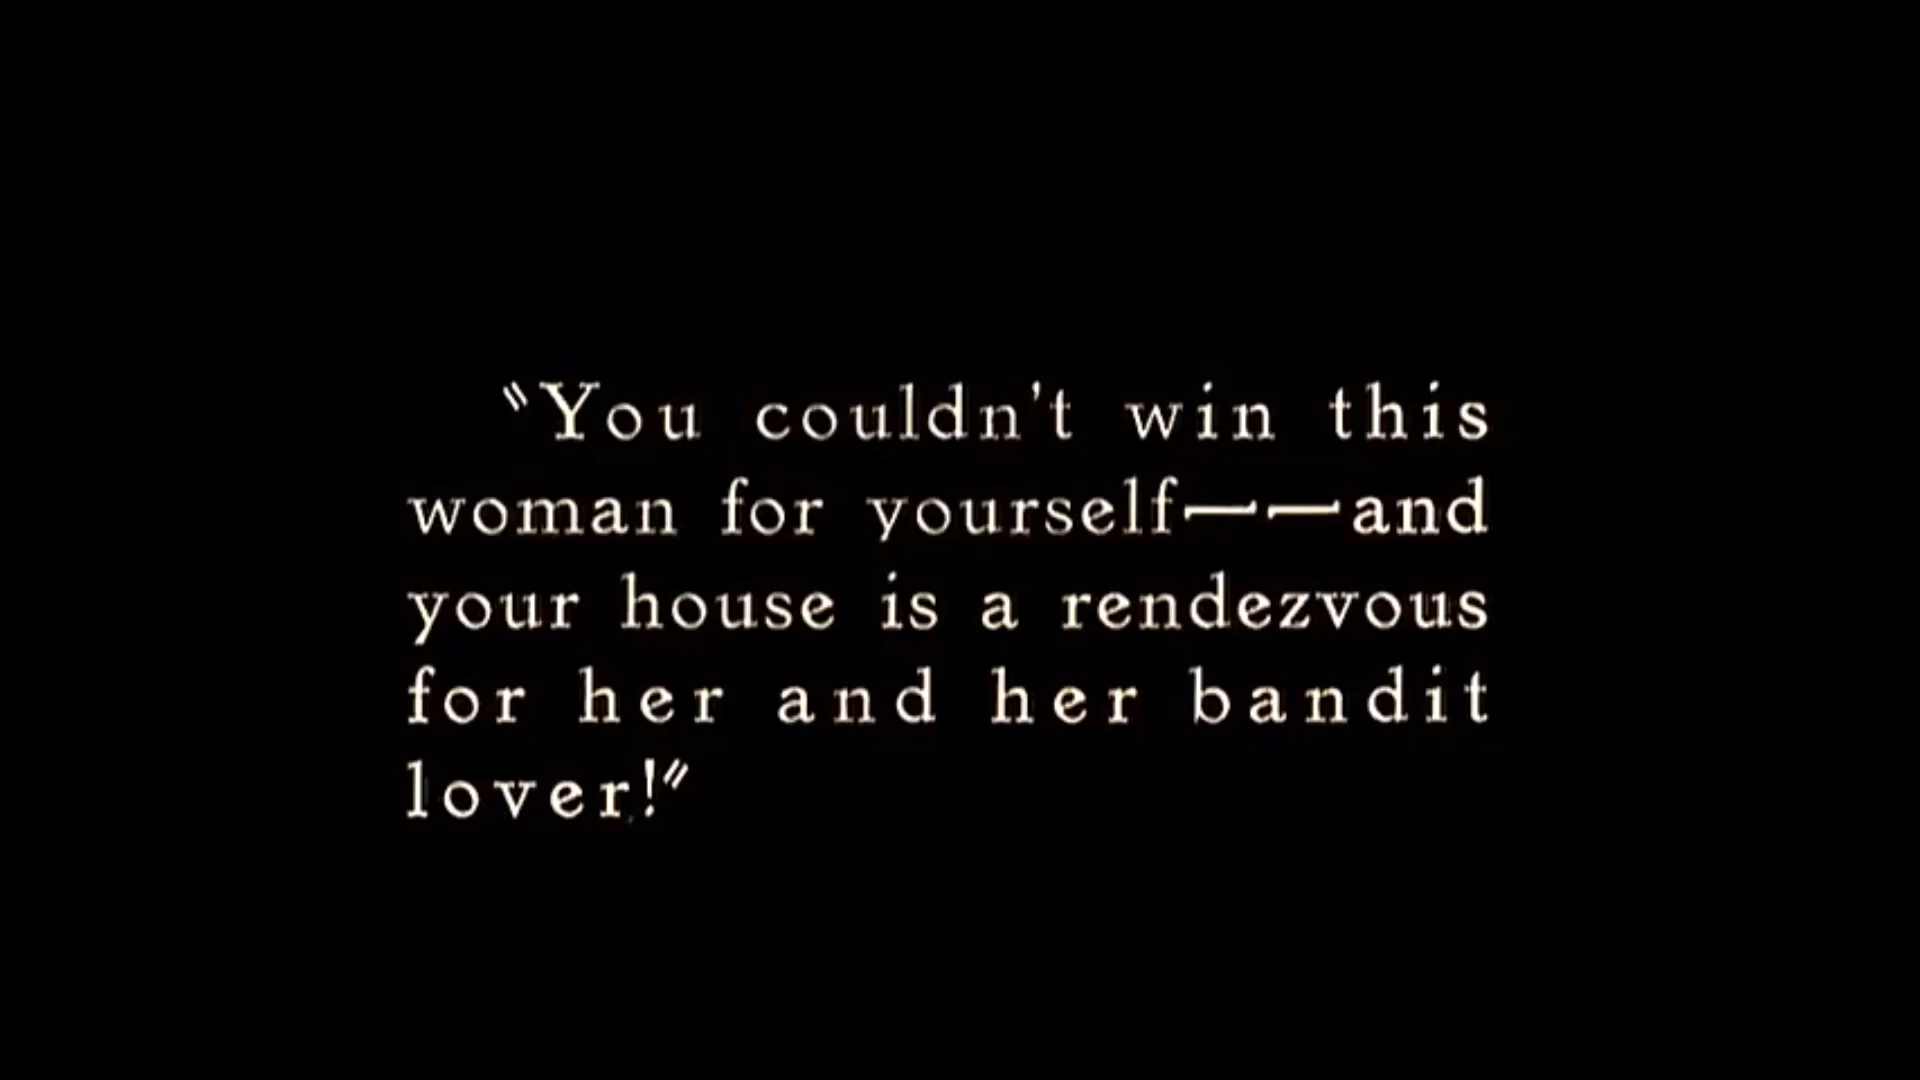 "You couldn't win this
woman for yourself——and
your house is a rendezvous
for her and her bandit
lover!"